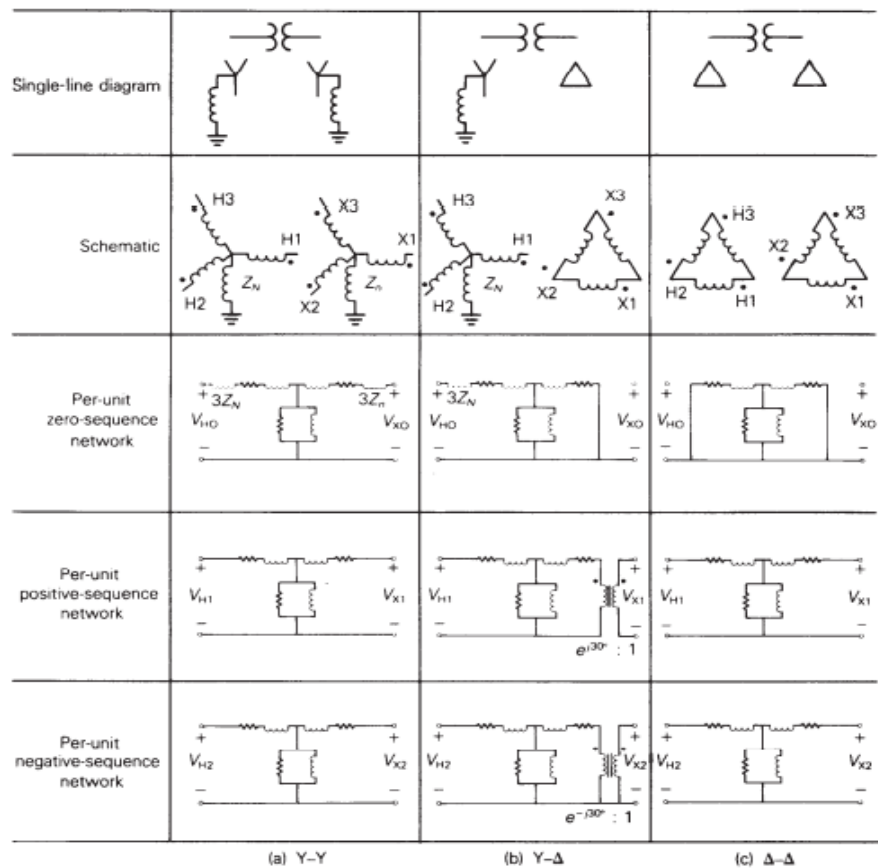 Single-line diagram
Schematic
H3
H1
H2
Z_N
X3
X1
X2
Z_n
H3
H1
H2
Z_N
X3
X2
X1
H3
H2
H1
X3
X2
X1
Per-unit
zero-sequence
network
+ 3Z_N 3Z_n +
V_HO V_XO
− −
+ 3Z_N +
V_HO V_XO
− −
+ +
V_HO V_XO
− −
Per-unit
positive-sequence
network
+ +
V_H1 V_X1
− −
+ +
V_H1 V_X1
− −
e^{j30°} : 1
+ +
V_H1 V_X1
− −
Per-unit
negative-sequence
network
+ +
V_H2 V_X2
− −
+ +
V_H2 V_X2
− −
e^{−j30°} : 1
+ +
V_H2 V_X2
− −
(a) Y–Y
(b) Y–Δ
(c) Δ–Δ